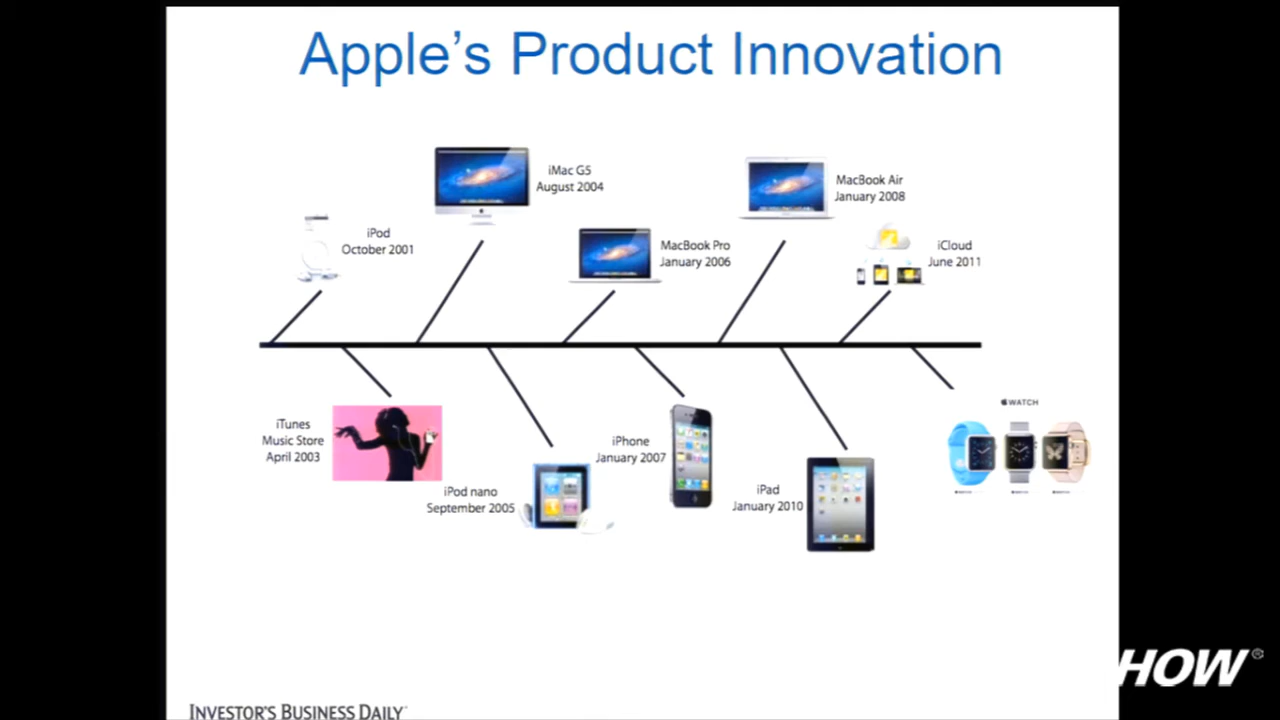 Apple's Product Innovation
iPod
October 2001
iMac G5
August 2004
MacBook Pro
January 2006
MacBook Air
January 2008
iCloud
June 2011
iTunes
Music Store
April 2003
iPod nano
September 2005
iPhone
January 2007
iPad
January 2010
WATCH
INVESTOR'S BUSINESS DAILY
HOW®